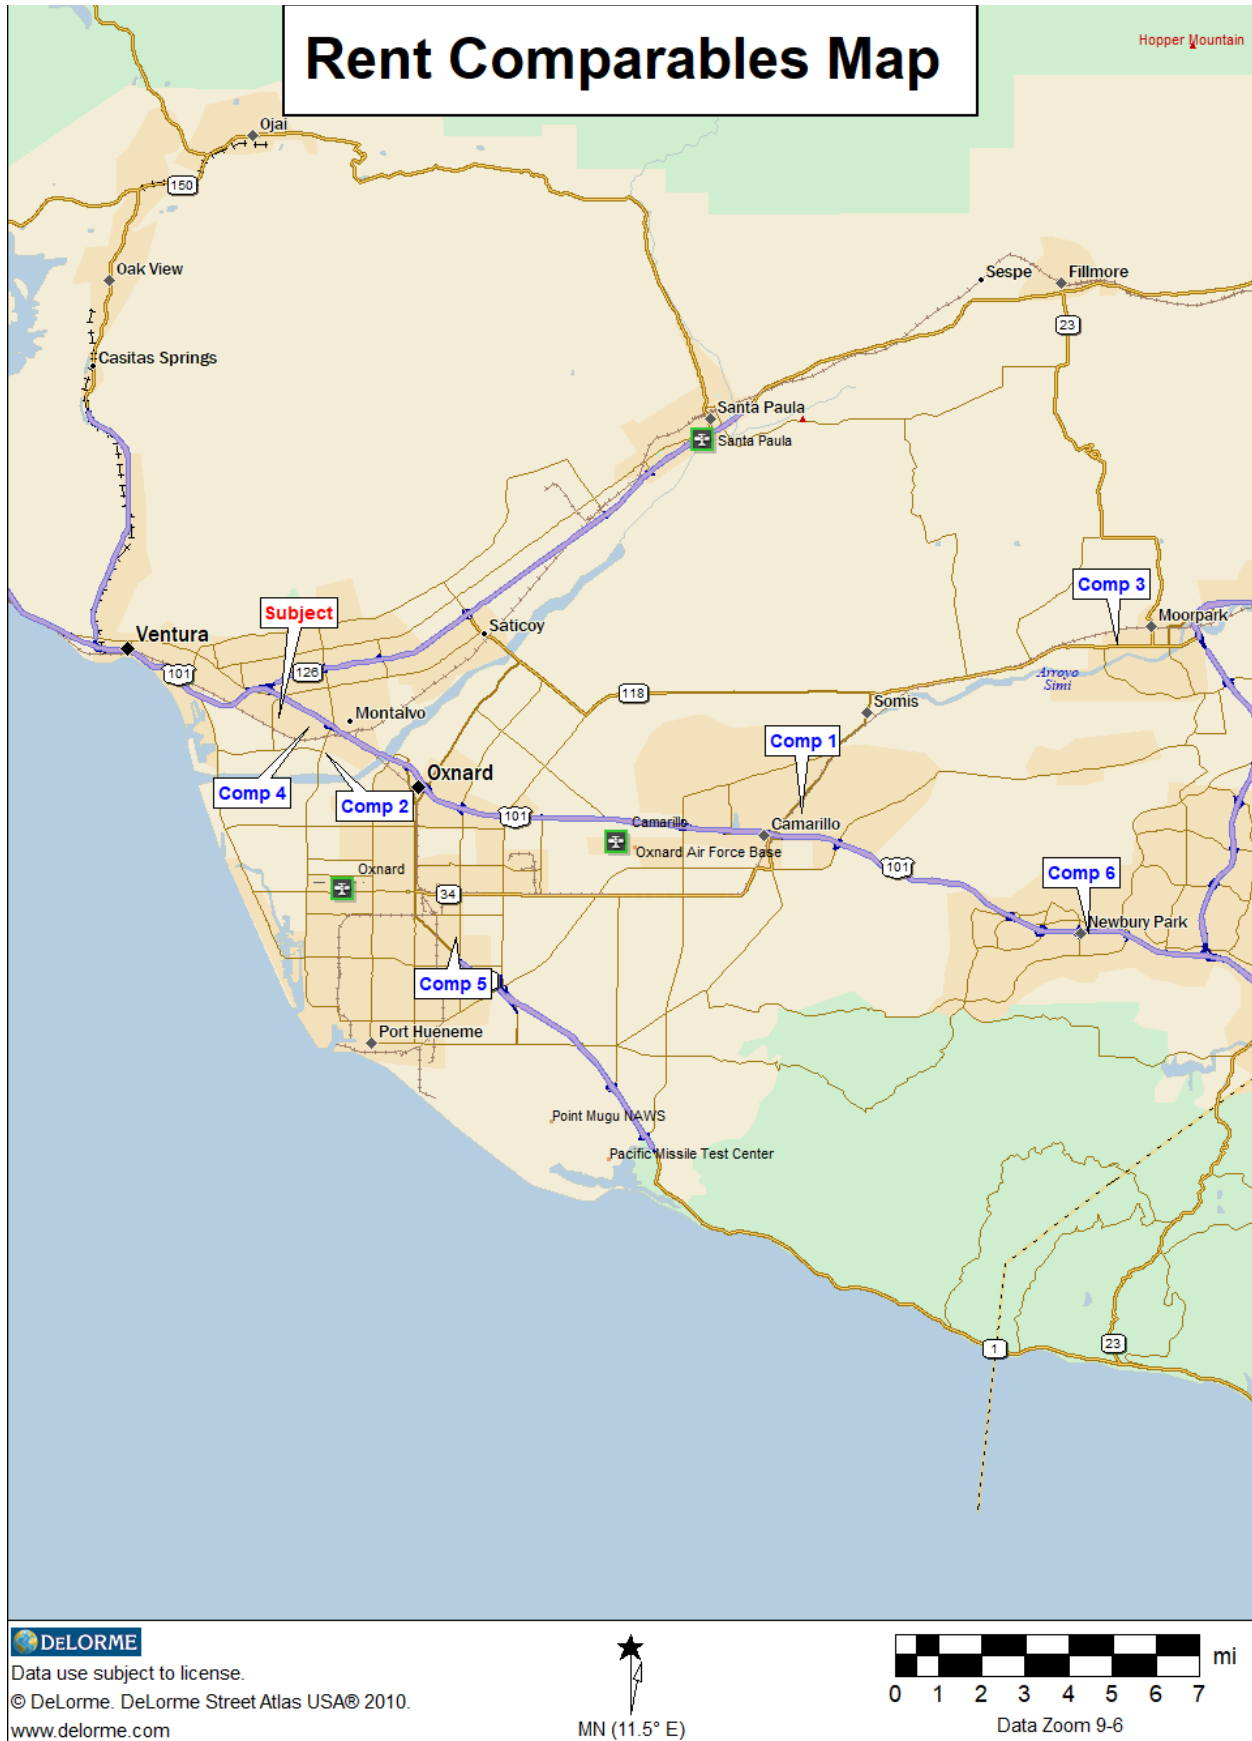 Rent Comparables Map
Hopper Mountain
Ojai
150
Oak View
Sespe
Fillmore
23
Casitas Springs
Santa Paula
Santa Paula
Comp 3
Subject
Moorpark
Saticoy
Ventura
126
101
Arroyo
Simi
118
Somis
Montalvo
Comp 1
Oxnard
Comp 4
Comp 2
101
Camarillo
Camarillo
Oxnard Air Force Base
Oxnard
101
Comp 6
34
Newbury Park
Comp 5
Port Hueneme
Point Mugu NAWS
Pacific Missile Test Center
1
23
DELORME
Data use subject to license.
© DeLorme. DeLorme Street Atlas USA® 2010.
www.delorme.com
MN (11.5° E)
mi
0 1 2 3 4 5 6 7
Data Zoom 9-6